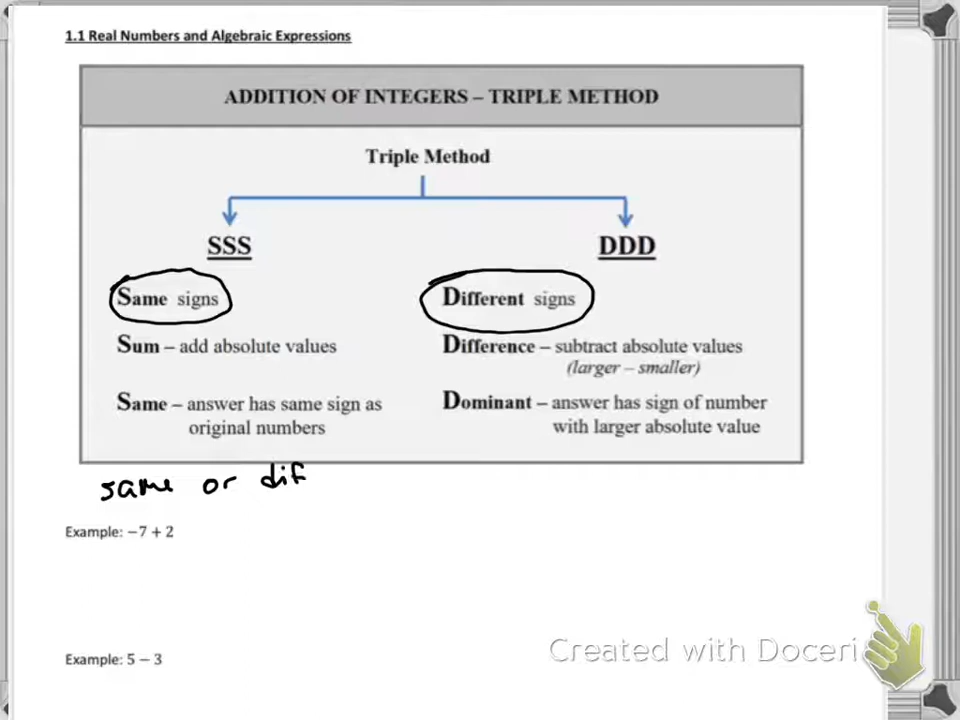 1.1 Real Numbers and Algebraic Expressions
ADDITION OF INTEGERS – TRIPLE METHOD
Triple Method
SSS
Same signs
Sum – add absolute values
Same – answer has same sign as
original numbers
DDD
Different signs
Difference – subtract absolute values
(larger – smaller)
Dominant – answer has sign of number
with larger absolute value
same or dif
Example: −7 + 2
Example: 5 − 3
Created with Doceri